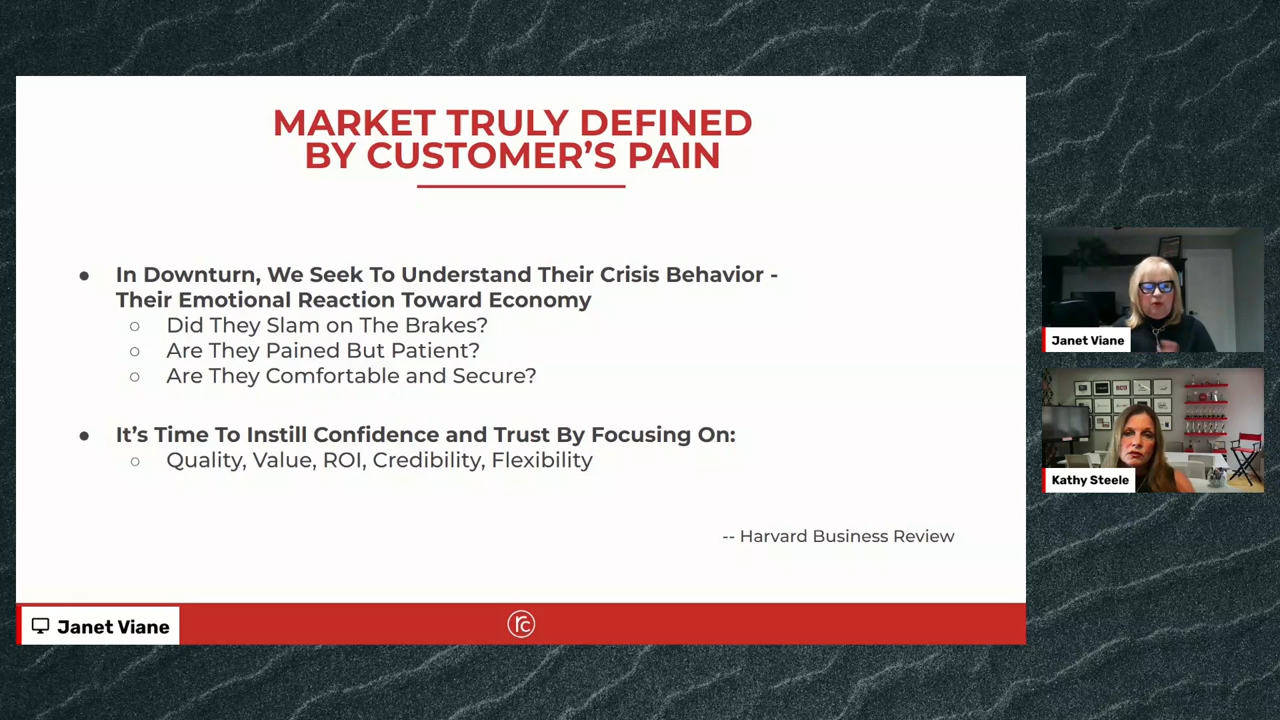 MARKET TRULY DEFINED
BY CUSTOMER’S PAIN
● In Downturn, We Seek To Understand Their Crisis Behavior -
Their Emotional Reaction Toward Economy
○ Did They Slam on The Brakes?
○ Are They Pained But Patient?
○ Are They Comfortable and Secure?
● It’s Time To Instill Confidence and Trust By Focusing On:
○ Quality, Value, ROI, Credibility, Flexibility
-- Harvard Business Review
Janet Viane
rc
Janet Viane
Kathy Steele